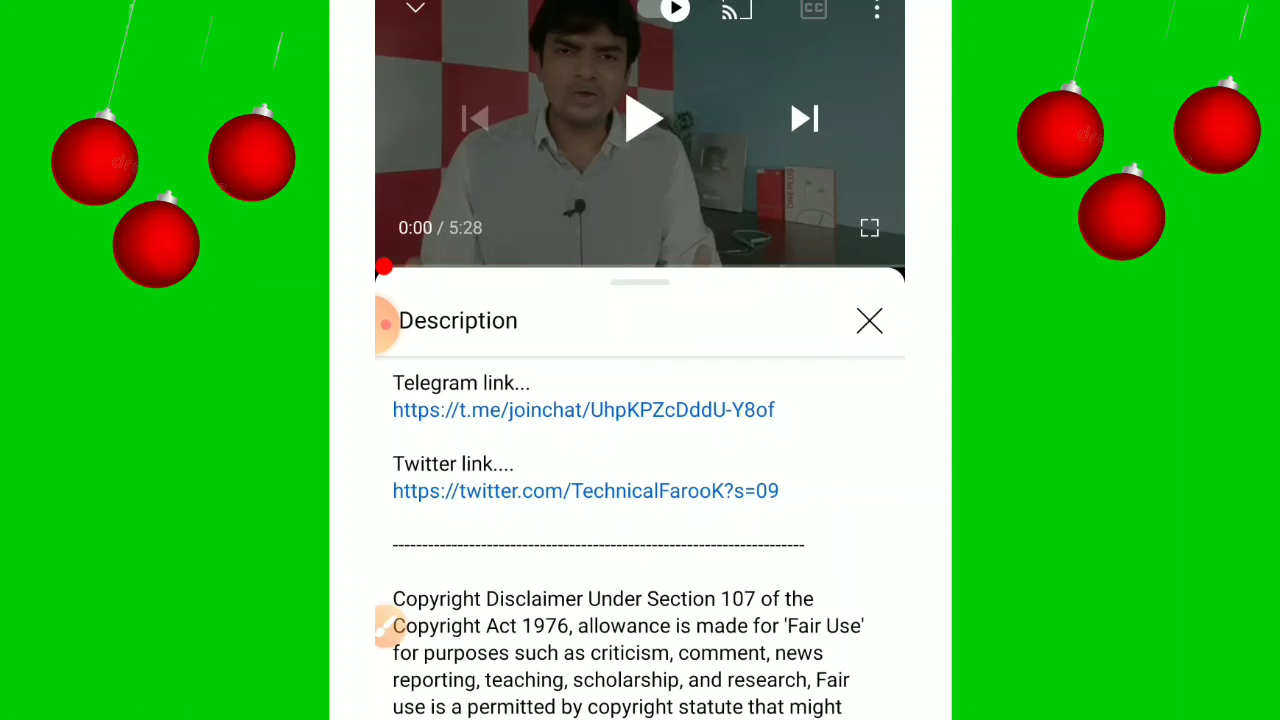 CC
0:00 / 5:28
ONEPLUS
Description
Telegram link...
https://t.me/joinchat/UhpKPZcDddU-Y8of
Twitter link....
https://twitter.com/TechnicalFarooK?s=09
----------------------------------------------------------------------
Copyright Disclaimer Under Section 107 of the
Copyright Act 1976, allowance is made for 'Fair Use'
for purposes such as criticism, comment, news
reporting, teaching, scholarship, and research, Fair
use is a permitted by copyright statute that might